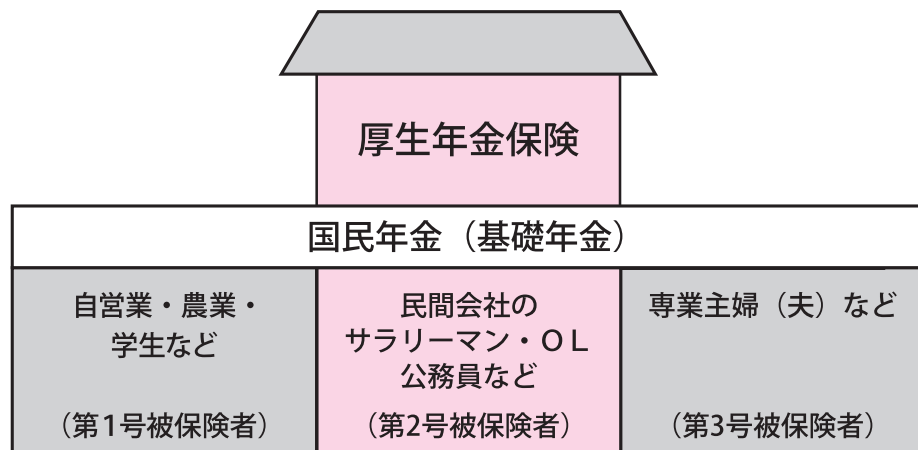 厚生年金保険
国民年金（基礎年金）
自営業・農業・
学生など
（第1号被保険者）
民間会社の
サラリーマン・ＯＬ
公務員など
（第2号被保険者）
専業主婦（夫）など
（第3号被保険者）